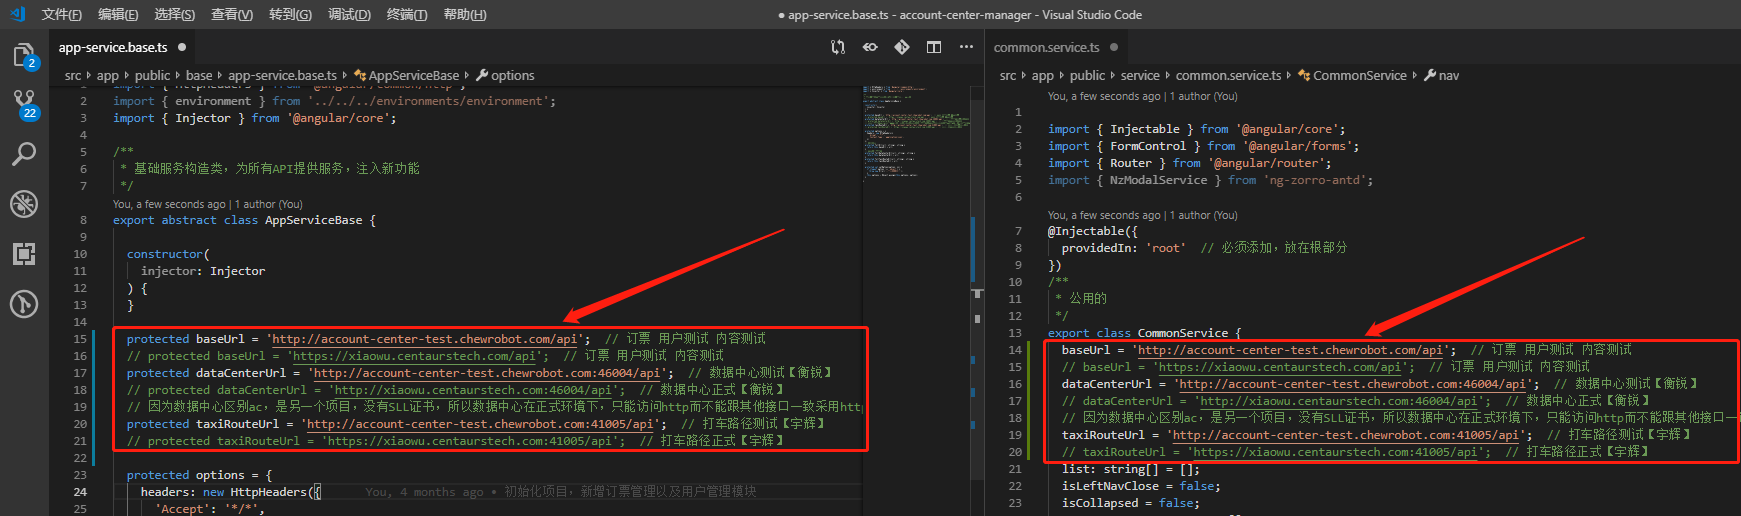 文件(F) 编辑(E) 选择(S) 查看(V) 转到(G) 调试(D) 终端(T) 帮助(H)
● app-service.base.ts - account-center-manager - Visual Studio Code
app-service.base.ts ●
src ▸ app ▸ public ▸ base ▸ app-service.base.ts ▸ AppServiceBase ▸ options
2
22
import { HttpHeaders } from '@angular/common/http';
2 import { environment } from '../../../environments/environment';
3 import { Injector } from '@angular/core';
4
5 /**
6  * 基础服务构造类，为所有API提供服务，注入新功能
7  */
You, a few seconds ago | 1 author (You)
8 export abstract class AppServiceBase {
9
10 constructor(
11 injector: Injector
12 ) {
13 }
14
15 protected baseUrl = 'http://account-center-test.chewrobot.com/api'; // 订票 用户测试 内容测试
16 // protected baseUrl = 'https://xiaowu.centaurstech.com/api'; // 订票 用户测试 内容测试
17 protected dataCenterUrl = 'http://account-center-test.chewrobot.com:46004/api'; // 数据中心测试【衡锐】
18 // protected dataCenterUrl = 'http://xiaowu.centaurstech.com:46004/api'; // 数据中心正式【衡锐】
19 // 因为数据中心区别ac，是另一个项目，没有SLL证书，所以数据中心在正式环境下，只能访问http而不能跟其他接口一致采用http
20 protected taxiRouteUrl = 'http://account-center-test.chewrobot.com:41005/api'; // 打车路径测试【宇辉】
21 // protected taxiRouteUrl = 'https://xiaowu.centaurstech.com:41005/api'; // 打车路径正式【宇辉】
22
23 protected options = {
24 headers: new HttpHeaders({ You, 4 months ago • 初始化项目，新增订票管理以及用户管理模块
25 'Accept': '*/*',
common.service.ts ●
src ▸ app ▸ public ▸ service ▸ common.service.ts ▸ CommonService ▸ nav
You, a few seconds ago | 1 author (You)
1
2 import { Injectable } from '@angular/core';
3 import { FormControl } from '@angular/forms';
4 import { Router } from '@angular/router';
5 import { NzModalService } from 'ng-zorro-antd';
6
You, a few seconds ago | 1 author (You)
7 @Injectable({
8 providedIn: 'root' // 必须添加，放在根部分
9 })
10 /**
11  * 公用的
12  */
13 export class CommonService {
14 baseUrl = 'http://account-center-test.chewrobot.com/api'; // 订票 用户测试 内容测试
15 // baseUrl = 'https://xiaowu.centaurstech.com/api'; // 订票 用户测试 内容测试
16 dataCenterUrl = 'http://account-center-test.chewrobot.com:46004/api'; // 数据中心测试【衡锐】
17 // dataCenterUrl = 'http://xiaowu.centaurstech.com:46004/api'; // 数据中心正式【衡锐】
18 // 因为数据中心区别ac，是另一个项目，没有SLL证书，所以数据中心在正式环境下，只能访问http而不能跟其他接口一
19 taxiRouteUrl = 'http://account-center-test.chewrobot.com:41005/api'; // 打车路径测试【宇辉】
20 // taxiRouteUrl = 'https://xiaowu.centaurstech.com:41005/api'; // 打车路径正式【宇辉】
21 list: string[] = [];
22 isLeftNavClose = false;
23 isCollapsed = false;